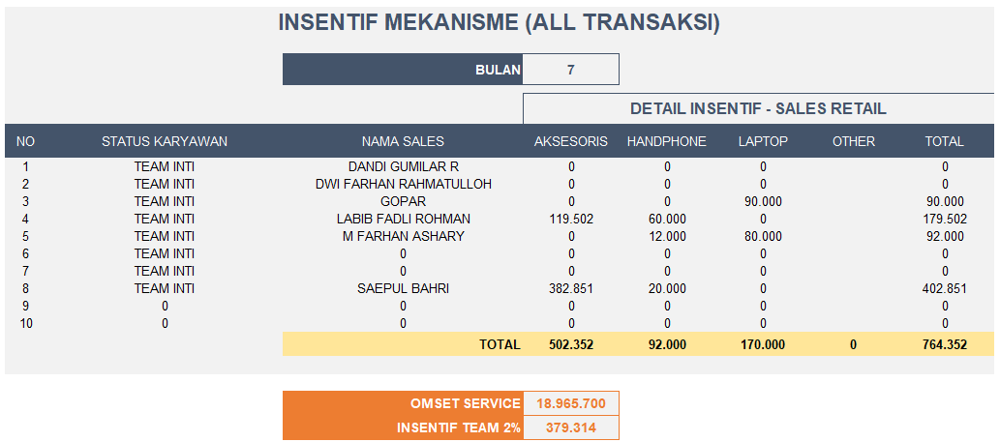 INSENTIF MEKANISME (ALL TRANSAKSI)
BULAN 7
DETAIL INSENTIF - SALES RETAIL
NO STATUS KARYAWAN NAMA SALES AKSESORIS HANDPHONE LAPTOP OTHER TOTAL
1 TEAM INTI DANDI GUMILAR R 0 0 0 0
2 TEAM INTI DWI FARHAN RAHMATULLOH 0 0 0 0
3 TEAM INTI GOPAR 0 0 90.000 90.000
4 TEAM INTI LABIB FADLI ROHMAN 119.502 60.000 0 179.502
5 TEAM INTI M FARHAN ASHARY 0 12.000 80.000 92.000
6 TEAM INTI 0 0 0 0 0
7 TEAM INTI 0 0 0 0 0
8 TEAM INTI SAEPUL BAHRI 382.851 20.000 0 402.851
9 0 0 0 0 0 0
10 0 0 0 0 0 0
TOTAL 502.352 92.000 170.000 0 764.352
OMSET SERVICE 18.965.700
INSENTIF TEAM 2% 379.314